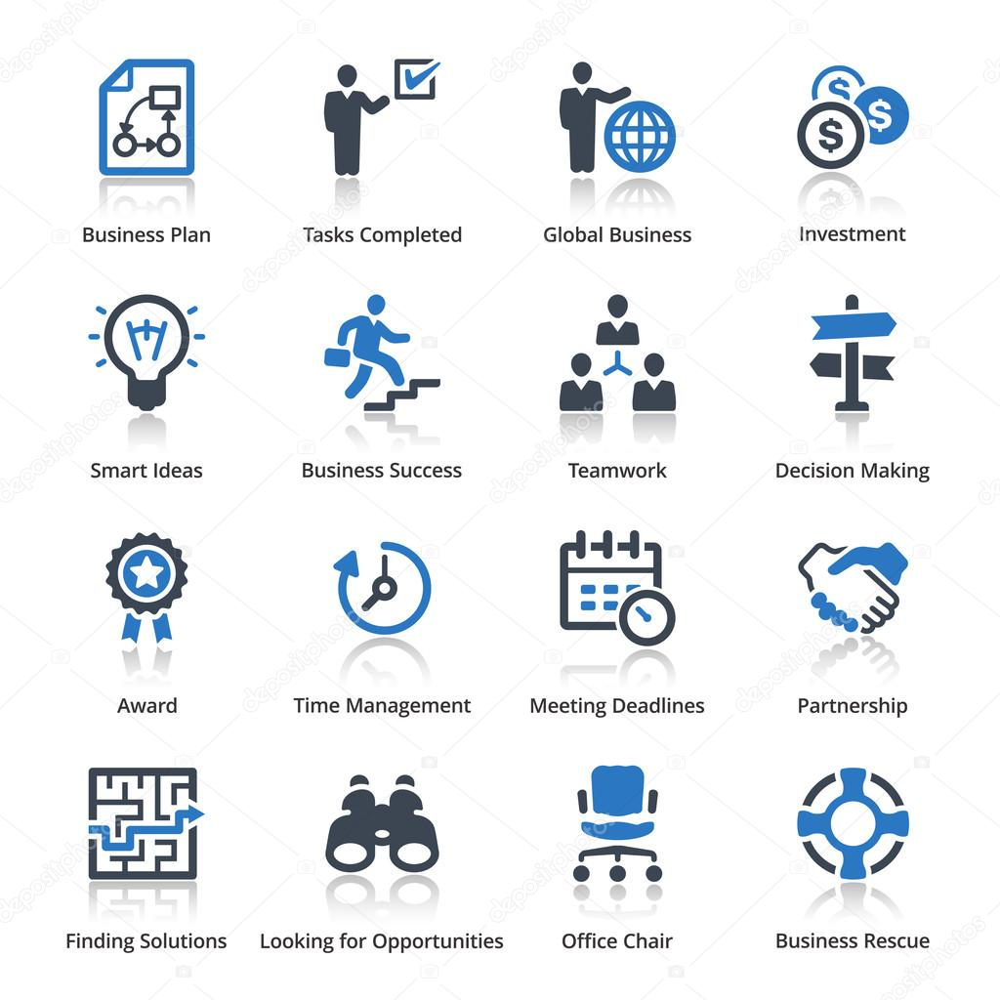 Business Plan
Tasks Completed
Global Business
Investment
Smart Ideas
Business Success
Teamwork
Decision Making
Award
Time Management
Meeting Deadlines
Partnership
Finding Solutions
Looking for Opportunities
Office Chair
Business Rescue
depositphotos